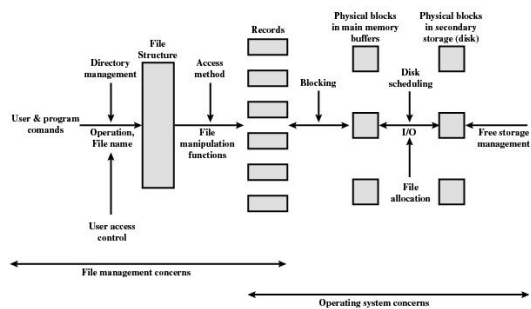 File
Structure
Records
Physical blocks
in main memory
buffers
Physical blocks
in secondary
storage (disk)
Directory
management
Access
method
Blocking
Disk
scheduling
User & program
comands
Operation,
File name
File
manipulation
functions
I/O
Free storage
management
File
allocation
User access
control
File management concerns
Operating system concerns